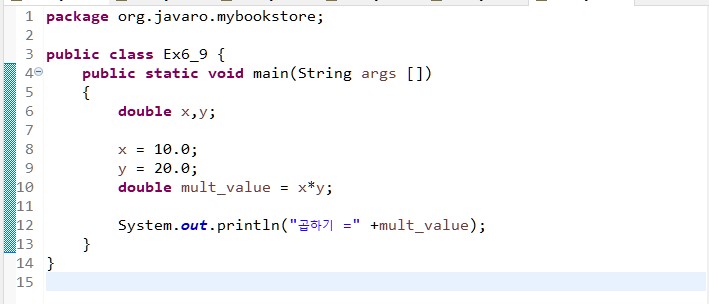 1 package org.javaro.mybookstore;
2
3 public class Ex6_9 {
4 public static void main(String args [])
5 {
6 double x,y;
7
8 x = 10.0;
9 y = 20.0;
10 double mult_value = x*y;
11
12 System.out.println("곱하기 =" +mult_value);
13 }
14 }
15